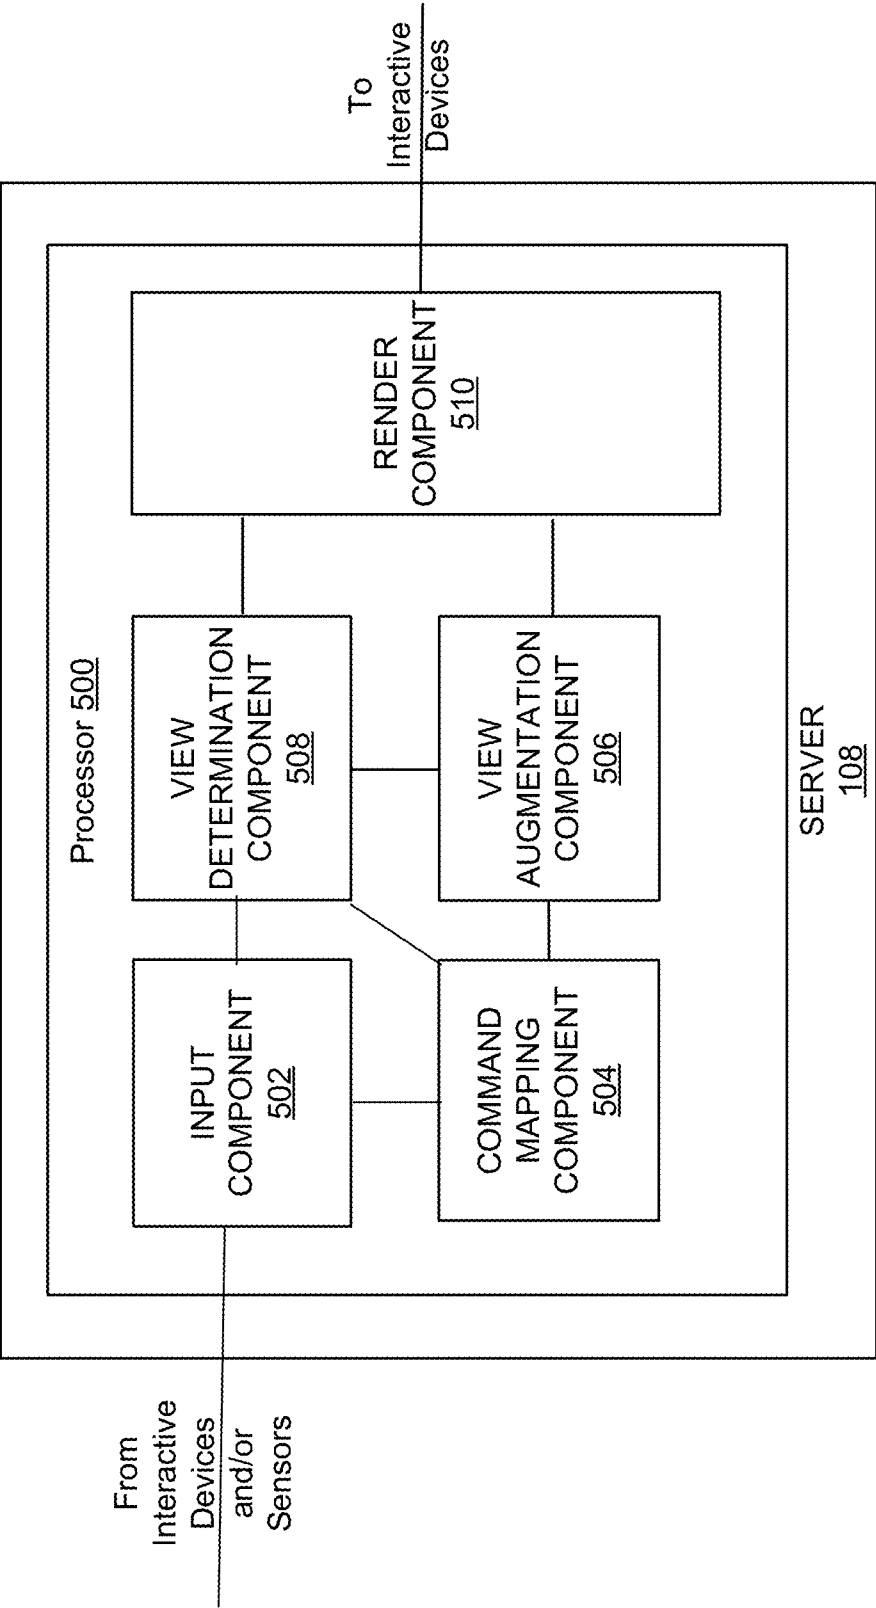 From
Interactive
Devices
and/or
Sensors
Processor 500
INPUT
COMPONENT
502
VIEW
DETERMINATION
COMPONENT
508
RENDER
COMPONENT
510
COMMAND
MAPPING
COMPONENT
504
VIEW
AUGMENTATION
COMPONENT
506
SERVER
108
To
Interactive
Devices